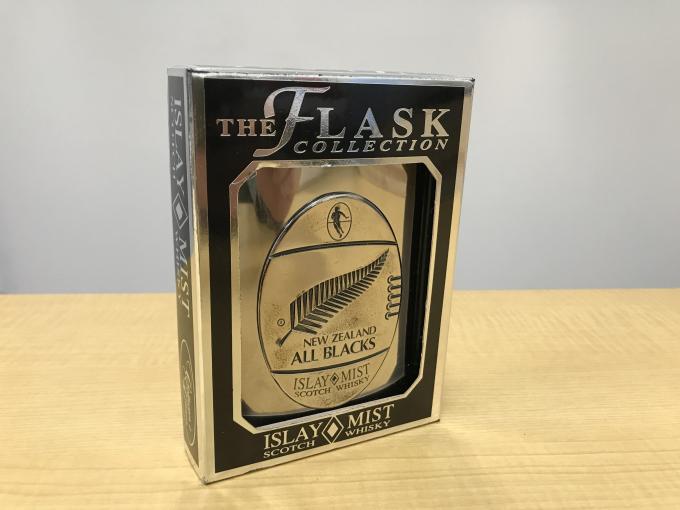 THE FLASK
COLLECTION
NEW ZEALAND
ALL BLACKS
ISLAY MIST
SCOTCH WHISKY
ISLAY MIST
SCOTCH WHISKY
ISLAY MIST